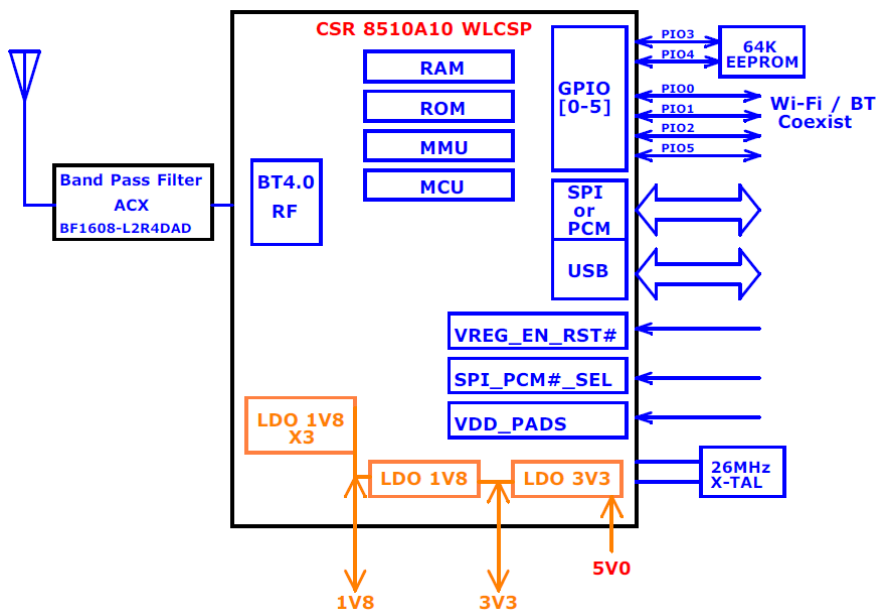 CSR 8510A10 WLCSP
RAM
ROM
MMU
MCU
GPIO
[0-5]
PIO3
PIO4
64K
EEPROM
PIO0
PIO1
PIO2
PIO5
Wi-Fi / BT
Coexist
Band Pass Filter
ACX
BF1608-L2R4DAD
BT4.0
RF
SPI
or
PCM
USB
VREG_EN_RST#
SPI_PCM#_SEL
VDD_PADS
LDO 1V8
X3
LDO 1V8
LDO 3V3
26MHz
X-TAL
5V0
1V8
3V3